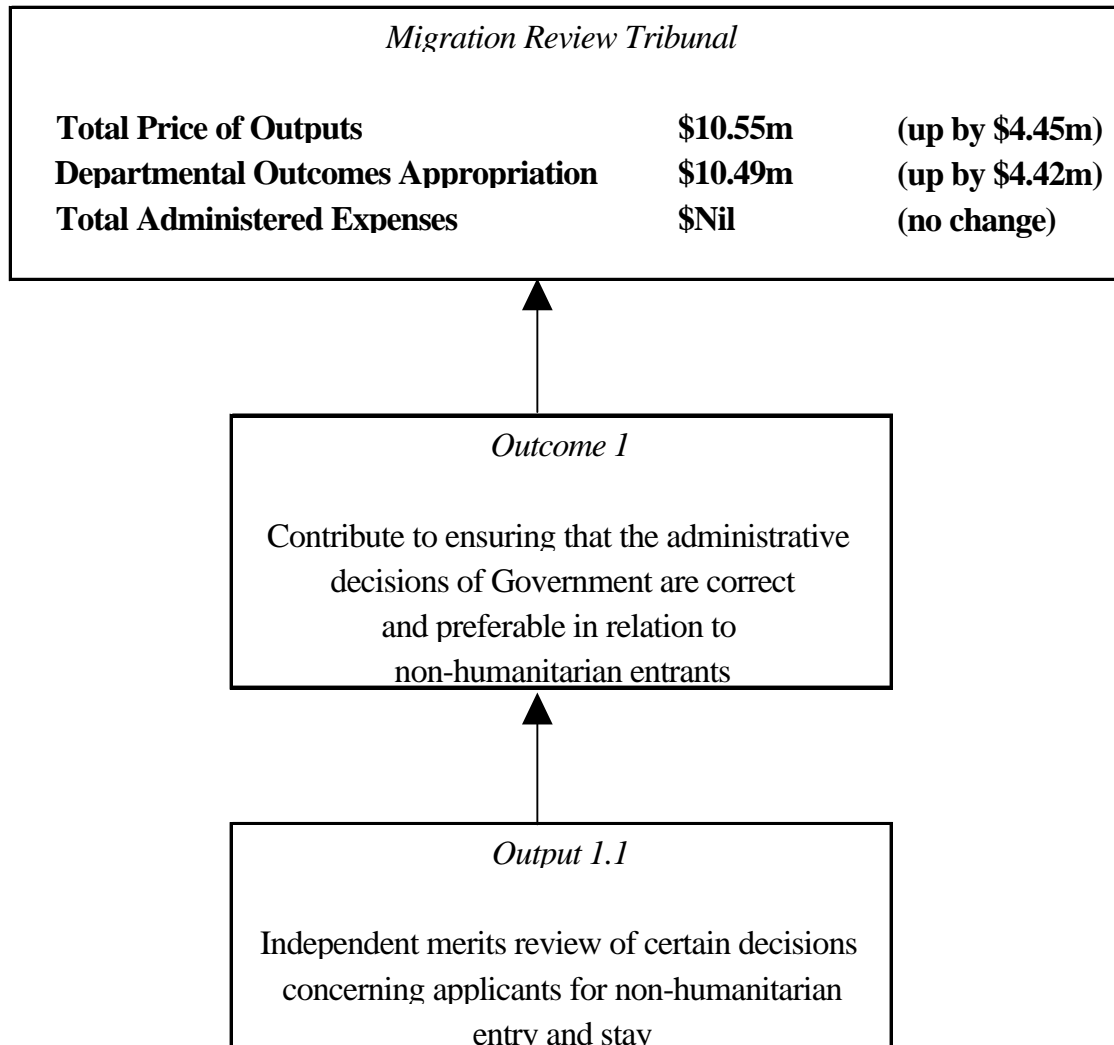 Migration Review Tribunal
Total Price of Outputs $10.55m (up by $4.45m)
Departmental Outcomes Appropriation $10.49m (up by $4.42m)
Total Administered Expenses $Nil (no change)
Outcome 1
Contribute to ensuring that the administrative
decisions of Government are correct
and preferable in relation to
non-humanitarian entrants
Output 1.1
Independent merits review of certain decisions
concerning applicants for non-humanitarian
entry and stay